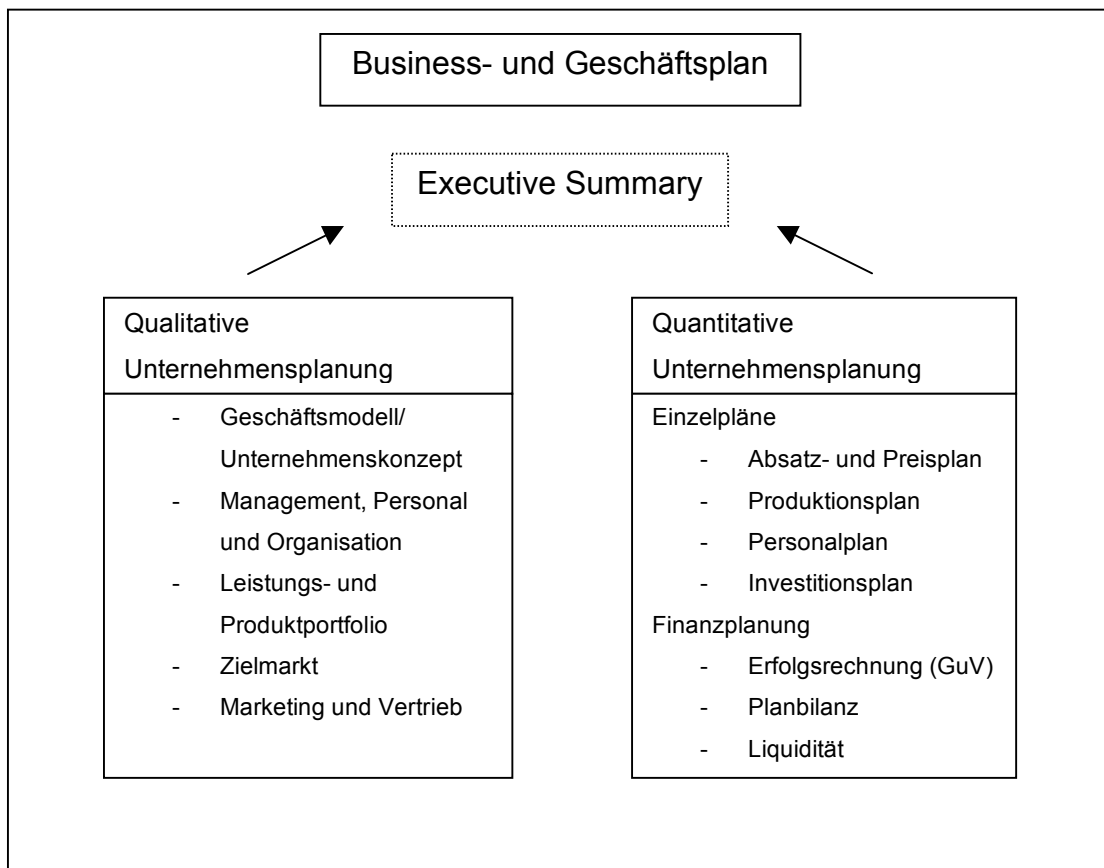 Business- und Geschäftsplan
Executive Summary
Qualitative
Unternehmensplanung
- Geschäftsmodell/
Unternehmenskonzept
- Management, Personal
und Organisation
- Leistungs- und
Produktportfolio
- Zielmarkt
- Marketing und Vertrieb
Quantitative
Unternehmensplanung
Einzelpläne
- Absatz- und Preisplan
- Produktionsplan
- Personalplan
- Investitionsplan
Finanzplanung
- Erfolgsrechnung (GuV)
- Planbilanz
- Liquidität